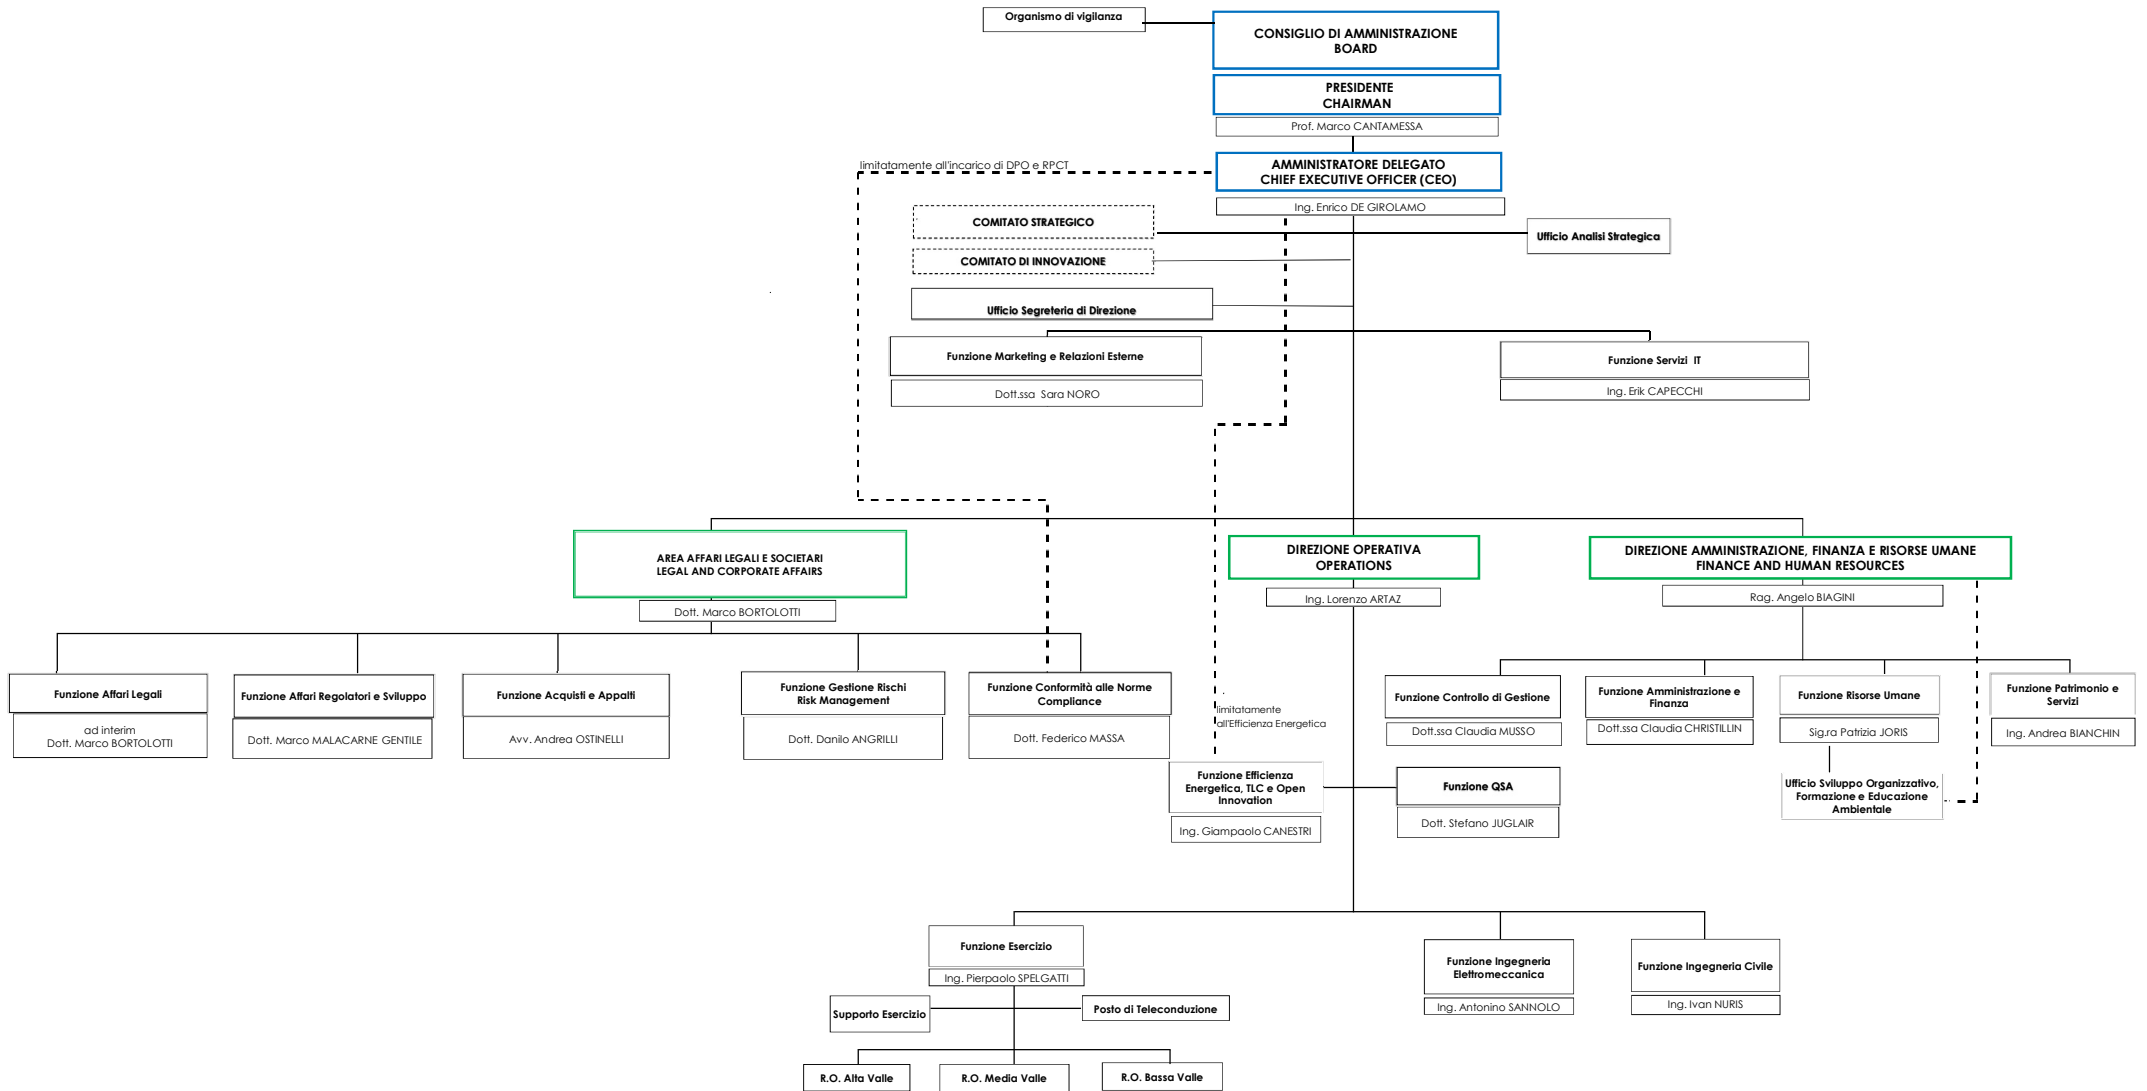 Organismo di vigilanza
CONSIGLIO DI AMMINISTRAZIONE
BOARD
PRESIDENTE
CHAIRMAN
Prof. Marco CANTAMESSA
limitatamente all'incarico di DPO e RPCT
AMMINISTRATORE DELEGATO
CHIEF EXECUTIVE OFFICER (CEO)
Ing. Enrico DE GIROLAMO
COMITATO STRATEGICO
Ufficio Analisi Strategica
COMITATO DI INNOVAZIONE
Ufficio Segreteria di Direzione
Funzione Marketing e Relazioni Esterne
Dott.ssa Sara NORO
Funzione Servizi IT
Ing. Erik CAPECCHI
AREA AFFARI LEGALI E SOCIETARI
LEGAL AND CORPORATE AFFAIRS
Dott. Marco BORTOLOTTI
DIREZIONE OPERATIVA
OPERATIONS
Ing. Lorenzo ARTAZ
DIREZIONE AMMINISTRAZIONE, FINANZA E RISORSE UMANE
FINANCE AND HUMAN RESOURCES
Rag. Angelo BIAGINI
Funzione Affari Legali
ad interim
Dott. Marco BORTOLOTTI
Funzione Affari Regolatori e Sviluppo
Dott. Marco MALACARNE GENTILE
Funzione Acquisti e Appalti
Avv. Andrea OSTINELLI
Funzione Gestione Rischi
Risk Management
Dott. Danilo ANGRILLI
Funzione Conformità alle Norme
Compliance
Dott. Federico MASSA
limitatamente
all'Efficienza Energetica
Funzione Controllo di Gestione
Dott.ssa Claudia MUSSO
Funzione Amministrazione e
Finanza
Dott.ssa Claudia CHRISTILLIN
Funzione Risorse Umane
Sig.ra Patrizia JORIS
Funzione Patrimonio e
Servizi
Ing. Andrea BIANCHIN
Funzione Efficienza
Energetica, TLC e Open
Innovation
Ing. Giampaolo CANESTRI
Funzione QSA
Dott. Stefano JUGLAIR
Ufficio Sviluppo Organizzativo,
Formazione e Educazione
Ambientale
Funzione Esercizio
Ing. Pierpaolo SPELGATTI
Funzione Ingegneria
Elettromeccanica
Ing. Antonino SANNOLO
Funzione Ingegneria Civile
Ing. Ivan NURIS
Supporto Esercizio
Posto di Teleconduzione
R.O. Alta Valle
R.O. Media Valle
R.O. Bassa Valle